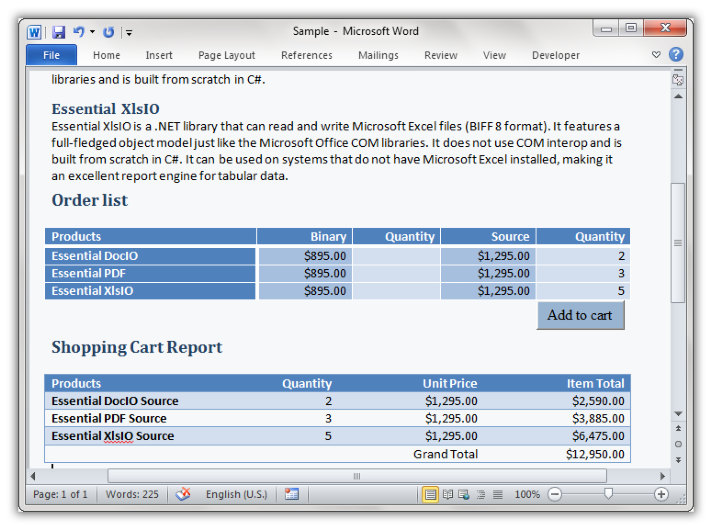 Sample - Microsoft Word
File Home Insert Page Layout References Mailings Review View Developer
libraries and is built from scratch in C#.
Essential XlsIO
Essential XlsIO is a .NET library that can read and write Microsoft Excel files (BIFF 8 format). It features a
full-fledged object model just like the Microsoft Office COM libraries. It does not use COM interop and is
built from scratch in C#. It can be used on systems that do not have Microsoft Excel installed, making it
an excellent report engine for tabular data.
Order list
Products Binary Quantity Source Quantity
Essential DocIO $895.00 $1,295.00 2
Essential PDF $895.00 $1,295.00 3
Essential XlsIO $895.00 $1,295.00 5
Add to cart
Shopping Cart Report
Products Quantity Unit Price Item Total
Essential DocIO Source 2 $1,295.00 $2,590.00
Essential PDF Source 3 $1,295.00 $3,885.00
Essential XlsIO Source 5 $1,295.00 $6,475.00
Grand Total $12,950.00
Page: 1 of 1 Words: 225 English (U.S.) 100%